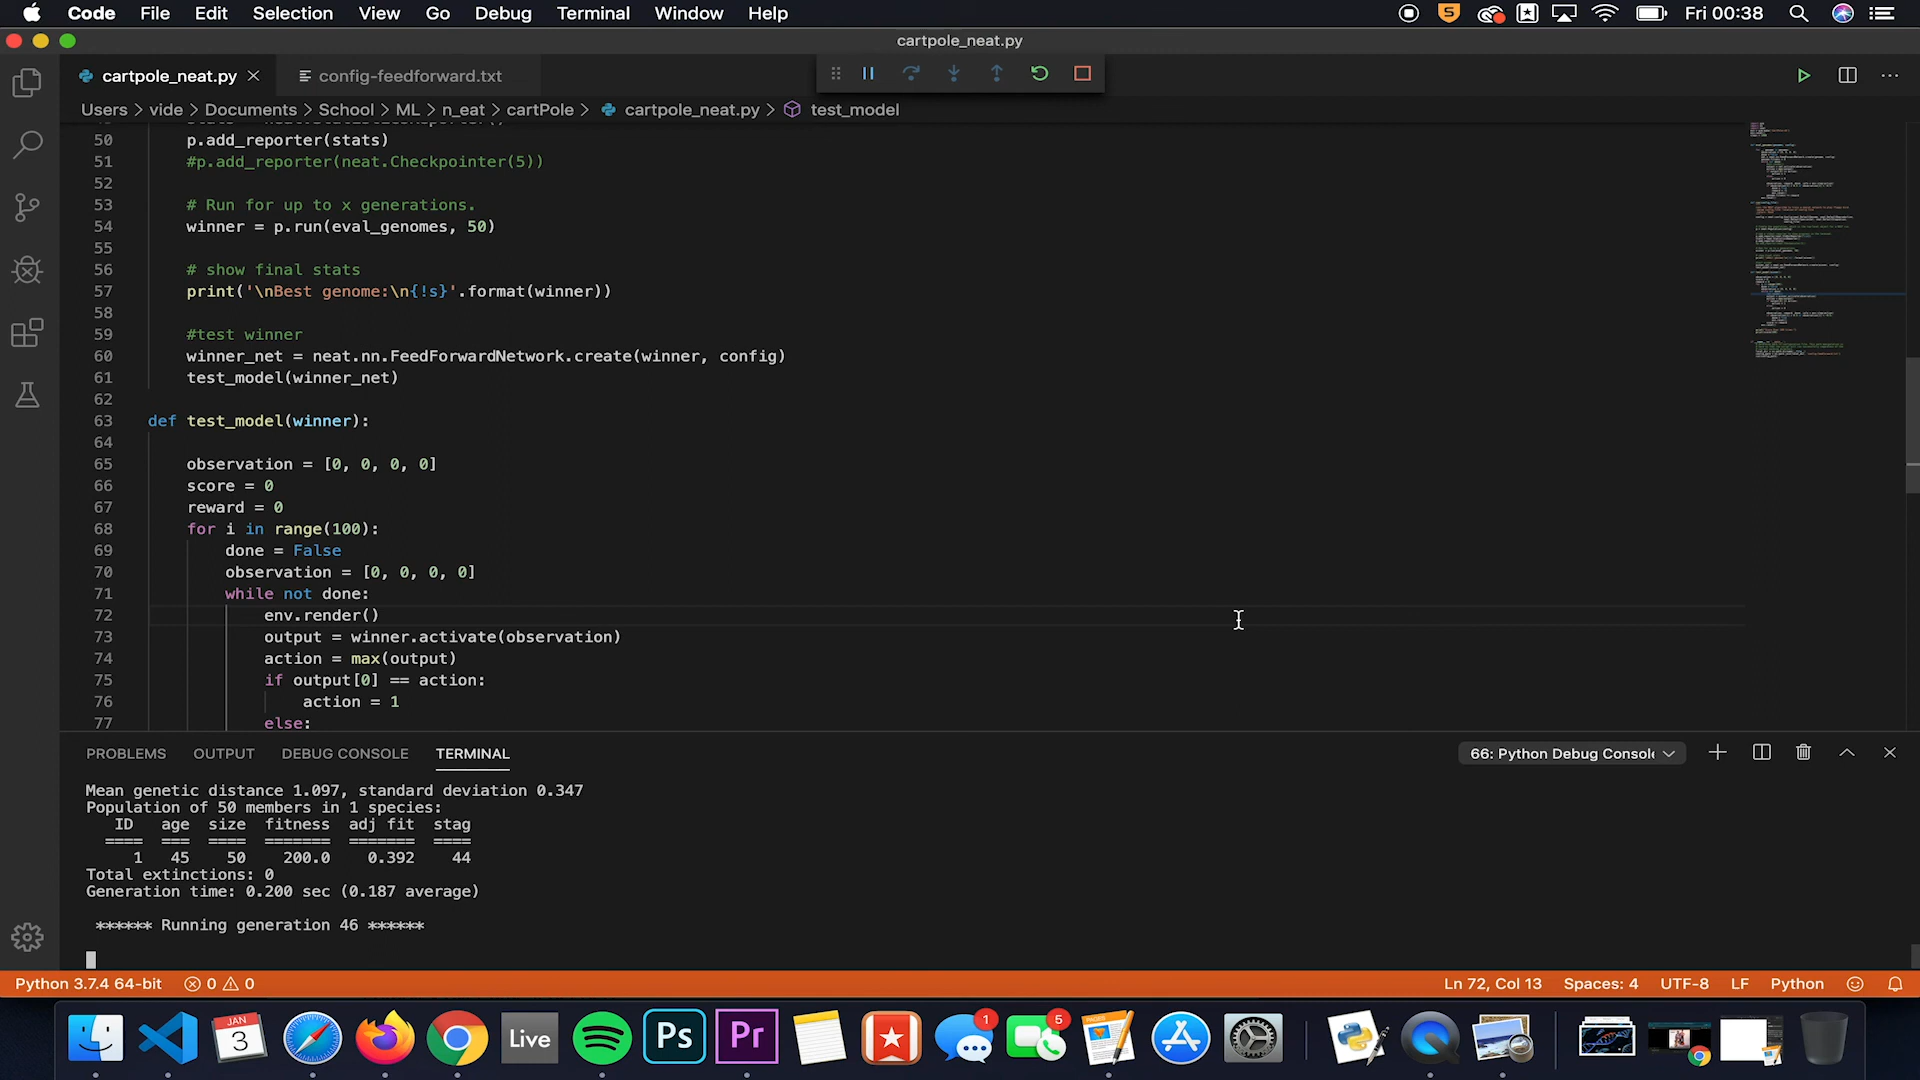 Code File Edit Selection View Go Debug Terminal Window Help Fri 00:38
cartpole_neat.py
cartpole_neat.py config-feedforward.txt
Users > vide > Documents > School > ML > n_eat > cartPole > cartpole_neat.py > test_model
50 p.add_reporter(stats)
51 #p.add_reporter(neat.Checkpointer(5))
52
53 # Run for up to x generations.
54 winner = p.run(eval_genomes, 50)
55
56 # show final stats
57 print('\nBest genome:\n{!s}'.format(winner))
58
59 #test winner
60 winner_net = neat.nn.FeedForwardNetwork.create(winner, config)
61 test_model(winner_net)
62
63 def test_model(winner):
64
65 observation = [0, 0, 0, 0]
66 score = 0
67 reward = 0
68 for i in range(100):
69 done = False
70 observation = [0, 0, 0, 0]
71 while not done:
72 env.render()
73 output = winner.activate(observation)
74 action = max(output)
75 if output[0] == action:
76 action = 1
77 else:
PROBLEMS OUTPUT DEBUG CONSOLE TERMINAL 66: Python Debug Console
Mean genetic distance 1.097, standard deviation 0.347
Population of 50 members in 1 species:
ID age size fitness adj fit stag
==== === ==== ======= ======= ====
1 45 50 200.0 0.392 44
Total extinctions: 0
Generation time: 0.200 sec (0.187 average)
****** Running generation 46 ******
Python 3.7.4 64-bit 0 0 Ln 72, Col 13 Spaces: 4 UTF-8 LF Python
JAN 3 Live Ps Pr 1 5